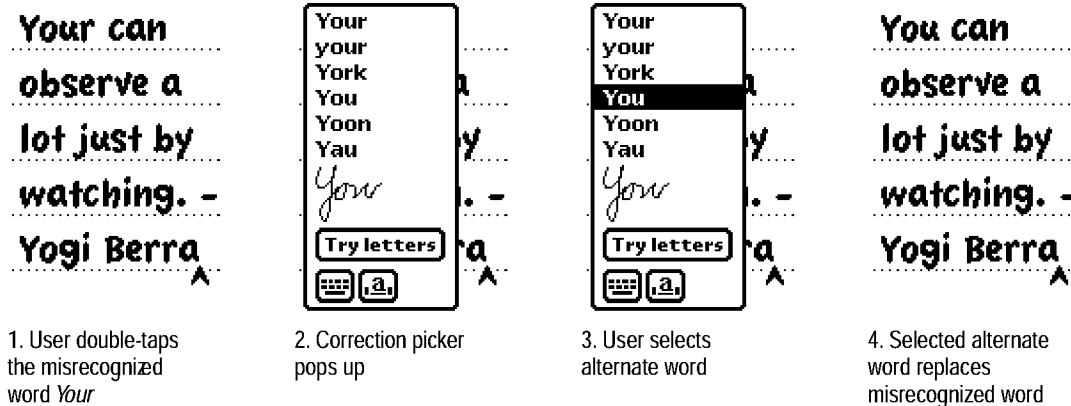 Your can
observe a
lot just by
watching. –
Yogi Berra
1. User double-taps
the misrecognized
word Your
Your
your
York
You
Yoon
Yau
You
Try letters
a
y
. –
a
2. Correction picker
pops up
Your
your
York
You
Yoon
Yau
You
Try letters
a
y
. –
a
3. User selects
alternate word
You can
observe a
lot just by
watching. –
Yogi Berra
4. Selected alternate
word replaces
misrecognized word